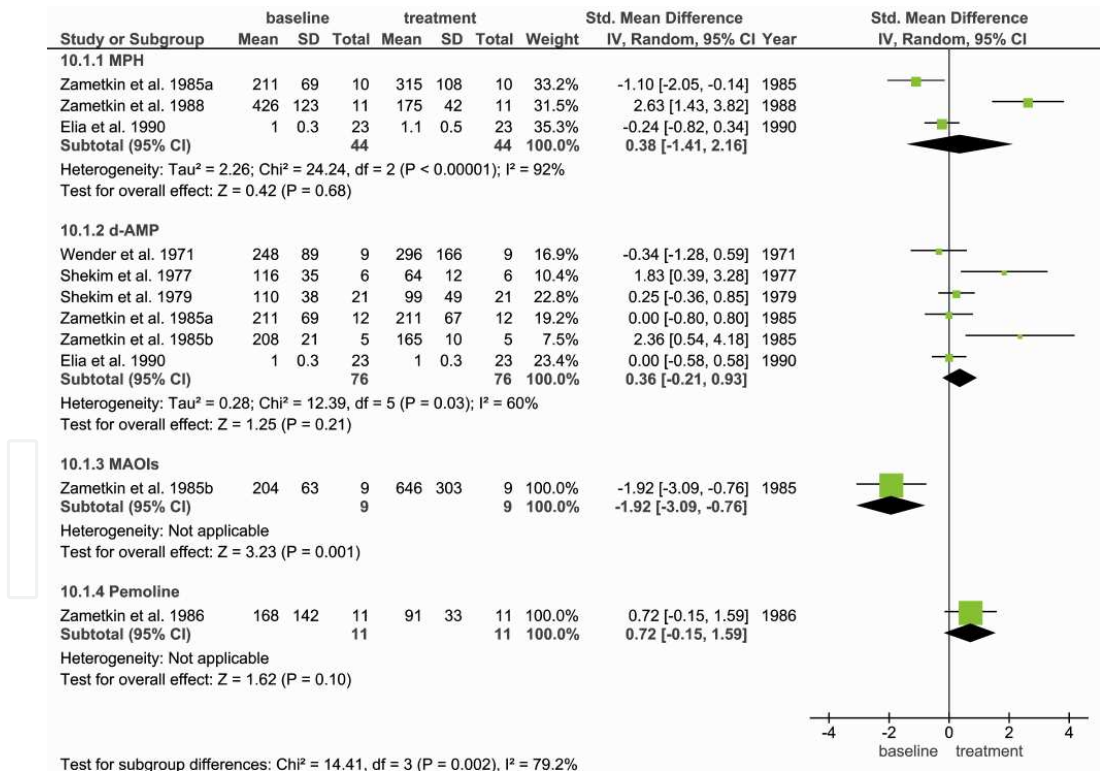 baseline treatment Std. Mean Difference Std. Mean Difference
Study or Subgroup Mean SD Total Mean SD Total Weight IV, Random, 95% CI Year IV, Random, 95% CI
10.1.1 MPH
Zametkin et al. 1985a 211 69 10 315 108 10 33.2% -1.10 [-2.05, -0.14] 1985
Zametkin et al. 1988 426 123 11 175 42 11 31.5% 2.63 [1.43, 3.82] 1988
Elia et al. 1990 1 0.3 23 1.1 0.5 23 35.3% -0.24 [-0.82, 0.34] 1990
Subtotal (95% CI) 44 44 100.0% 0.38 [-1.41, 2.16]
Heterogeneity: Tau² = 2.26; Chi² = 24.24, df = 2 (P < 0.00001); I² = 92%
Test for overall effect: Z = 0.42 (P = 0.68)
10.1.2 d-AMP
Wender et al. 1971 248 89 9 296 166 9 16.9% -0.34 [-1.28, 0.59] 1971
Shekim et al. 1977 116 35 6 64 12 6 10.4% 1.83 [0.39, 3.28] 1977
Shekim et al. 1979 110 38 21 99 49 21 22.8% 0.25 [-0.36, 0.85] 1979
Zametkin et al. 1985a 211 69 12 211 67 12 19.2% 0.00 [-0.80, 0.80] 1985
Zametkin et al. 1985b 208 21 5 165 10 5 7.5% 2.36 [0.54, 4.18] 1985
Elia et al. 1990 1 0.3 23 1 0.3 23 23.4% 0.00 [-0.58, 0.58] 1990
Subtotal (95% CI) 76 76 100.0% 0.36 [-0.21, 0.93]
Heterogeneity: Tau² = 0.28; Chi² = 12.39, df = 5 (P = 0.03); I² = 60%
Test for overall effect: Z = 1.25 (P = 0.21)
10.1.3 MAOIs
Zametkin et al. 1985b 204 63 9 646 303 9 100.0% -1.92 [-3.09, -0.76] 1985
Subtotal (95% CI) 9 9 100.0% -1.92 [-3.09, -0.76]
Heterogeneity: Not applicable
Test for overall effect: Z = 3.23 (P = 0.001)
10.1.4 Pemoline
Zametkin et al. 1986 168 142 11 91 33 11 100.0% 0.72 [-0.15, 1.59] 1986
Subtotal (95% CI) 11 11 100.0% 0.72 [-0.15, 1.59]
Heterogeneity: Not applicable
Test for overall effect: Z = 1.62 (P = 0.10)
-4 -2 0 2 4
baseline treatment
Test for subgroup differences: Chi² = 14.41, df = 3 (P = 0.002), I² = 79.2%